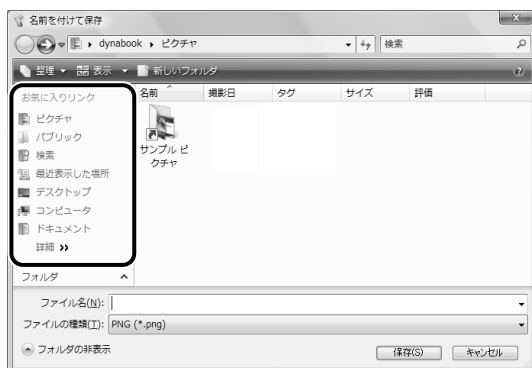 名前を付けて保存
dynabook ▸ ピクチャ
検索
整理 表示 新しいフォルダ
お気に入りリンク
名前 撮影日 タグ サイズ 評価
ピクチャ
パブリック
検索
最近表示した場所
デスクトップ
コンピュータ
ドキュメント
詳細 >>
サンプル ピ
クチャ
フォルダ
ファイル名(N):
ファイルの種類(T): PNG (*.png)
フォルダの非表示
保存(S) キャンセル